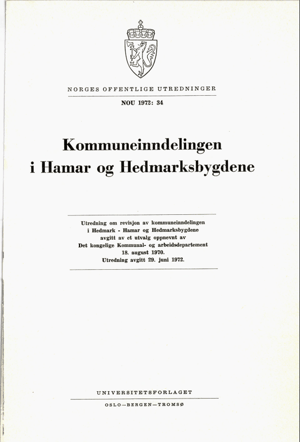 NORGES OFFENTLIGE UTREDNINGER
NOU 1972: 34
Kommuneinndelingen
i Hamar og Hedmarksbygdene
Utredning om revisjon av kommuneinndelingen
i Hedmark - Hamar og Hedmarksbygdene
avgitt av et utvalg oppnevnt av
Det kongelige Kommunal- og arbeidsdepartement
18. august 1970.
Utredning avgitt 29. juni 1972.
UNIVERSITETSFORLAGET
OSLO—BERGEN—TROMSØ